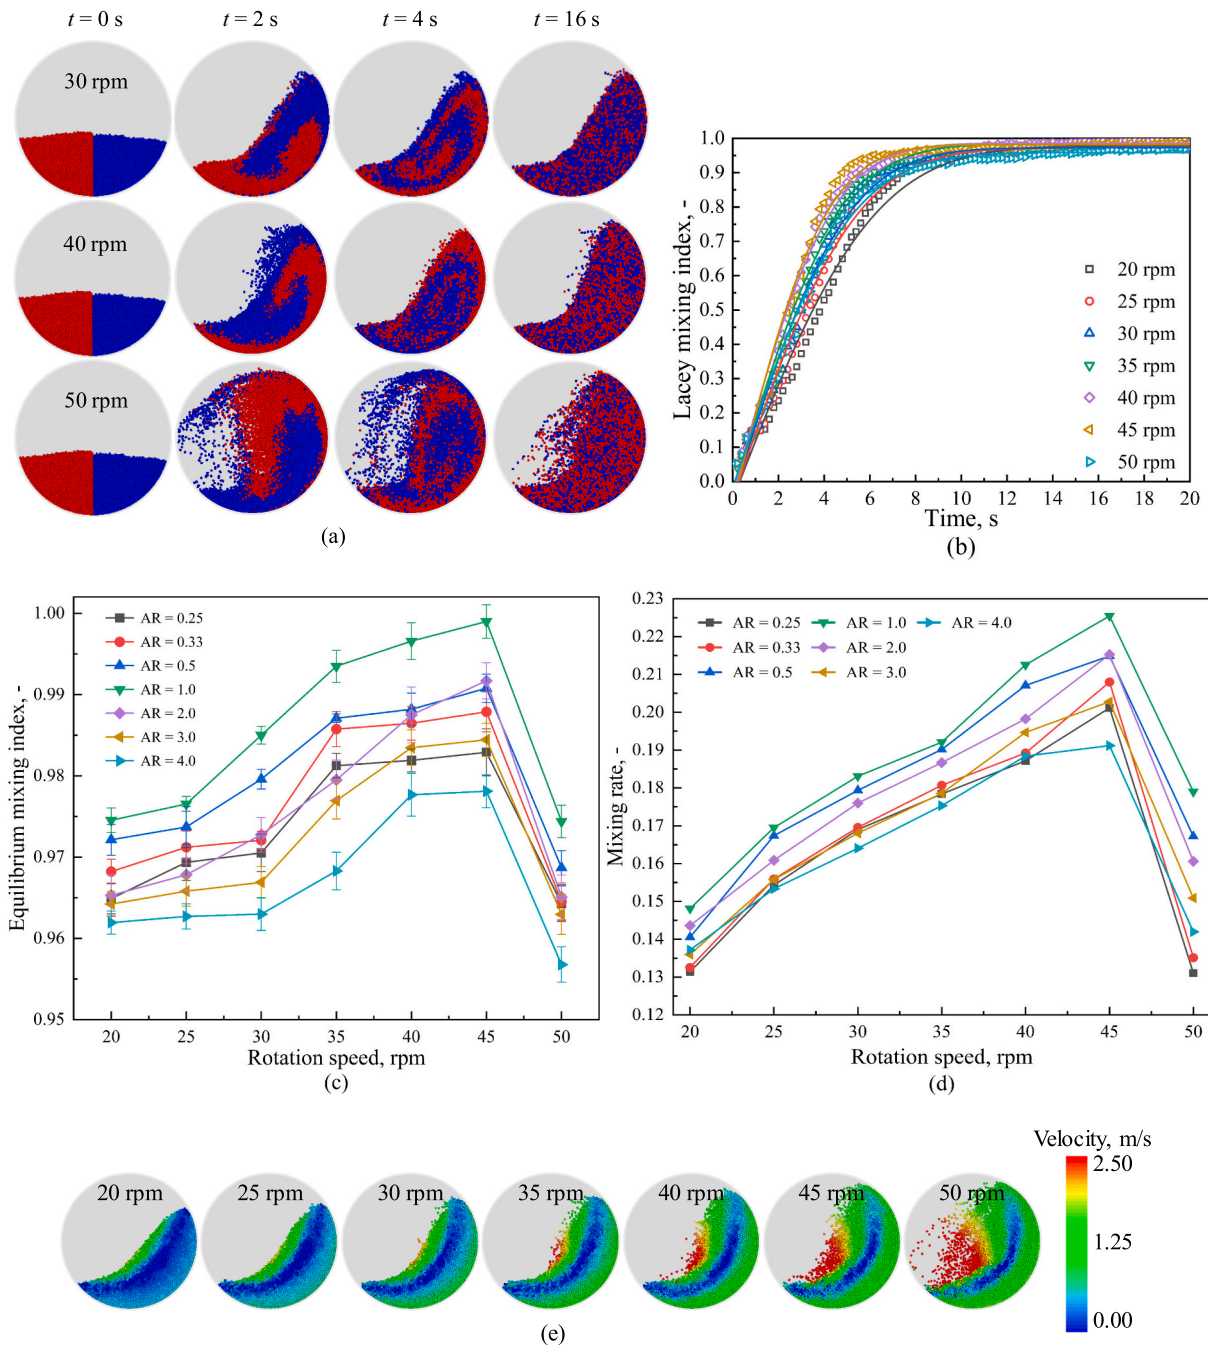 t = 0 s
t = 2 s
t = 4 s
t = 16 s
30 rpm
40 rpm
50 rpm
(a)
Lacey mixing index, -
1.0
0.9
0.8
0.7
0.6
0.5
0.4
0.3
0.2
0.1
0.0
0 2 4 6 8 10 12 14 16 18 20
Time, s
20 rpm
25 rpm
30 rpm
35 rpm
40 rpm
45 rpm
50 rpm
(b)
Equilibrium mixing index, -
1.00
0.99
0.98
0.97
0.96
0.95
AR = 0.25
AR = 0.33
AR = 0.5
AR = 1.0
AR = 2.0
AR = 3.0
AR = 4.0
20 25 30 35 40 45 50
Rotation speed, rpm
(c)
Mixing rate, -
0.23
0.22
0.21
0.20
0.19
0.18
0.17
0.16
0.15
0.14
0.13
0.12
AR = 0.25 AR = 1.0 AR = 4.0
AR = 0.33 AR = 2.0
AR = 0.5 AR = 3.0
20 25 30 35 40 45 50
Rotation speed, rpm
(d)
Velocity, m/s
2.50
1.25
0.00
20 rpm
25 rpm
30 rpm
35 rpm
40 rpm
45 rpm
50 rpm
(e)